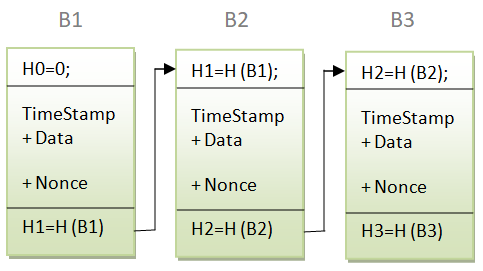 B1
H0=0;
TimeStamp
+ Data
+ Nonce
H1=H (B1)
B2
H1=H (B1);
TimeStamp
+ Data
+ Nonce
H2=H (B2)
B3
H2=H (B2);
TimeStamp
+ Data
+ Nonce
H3=H (B3)